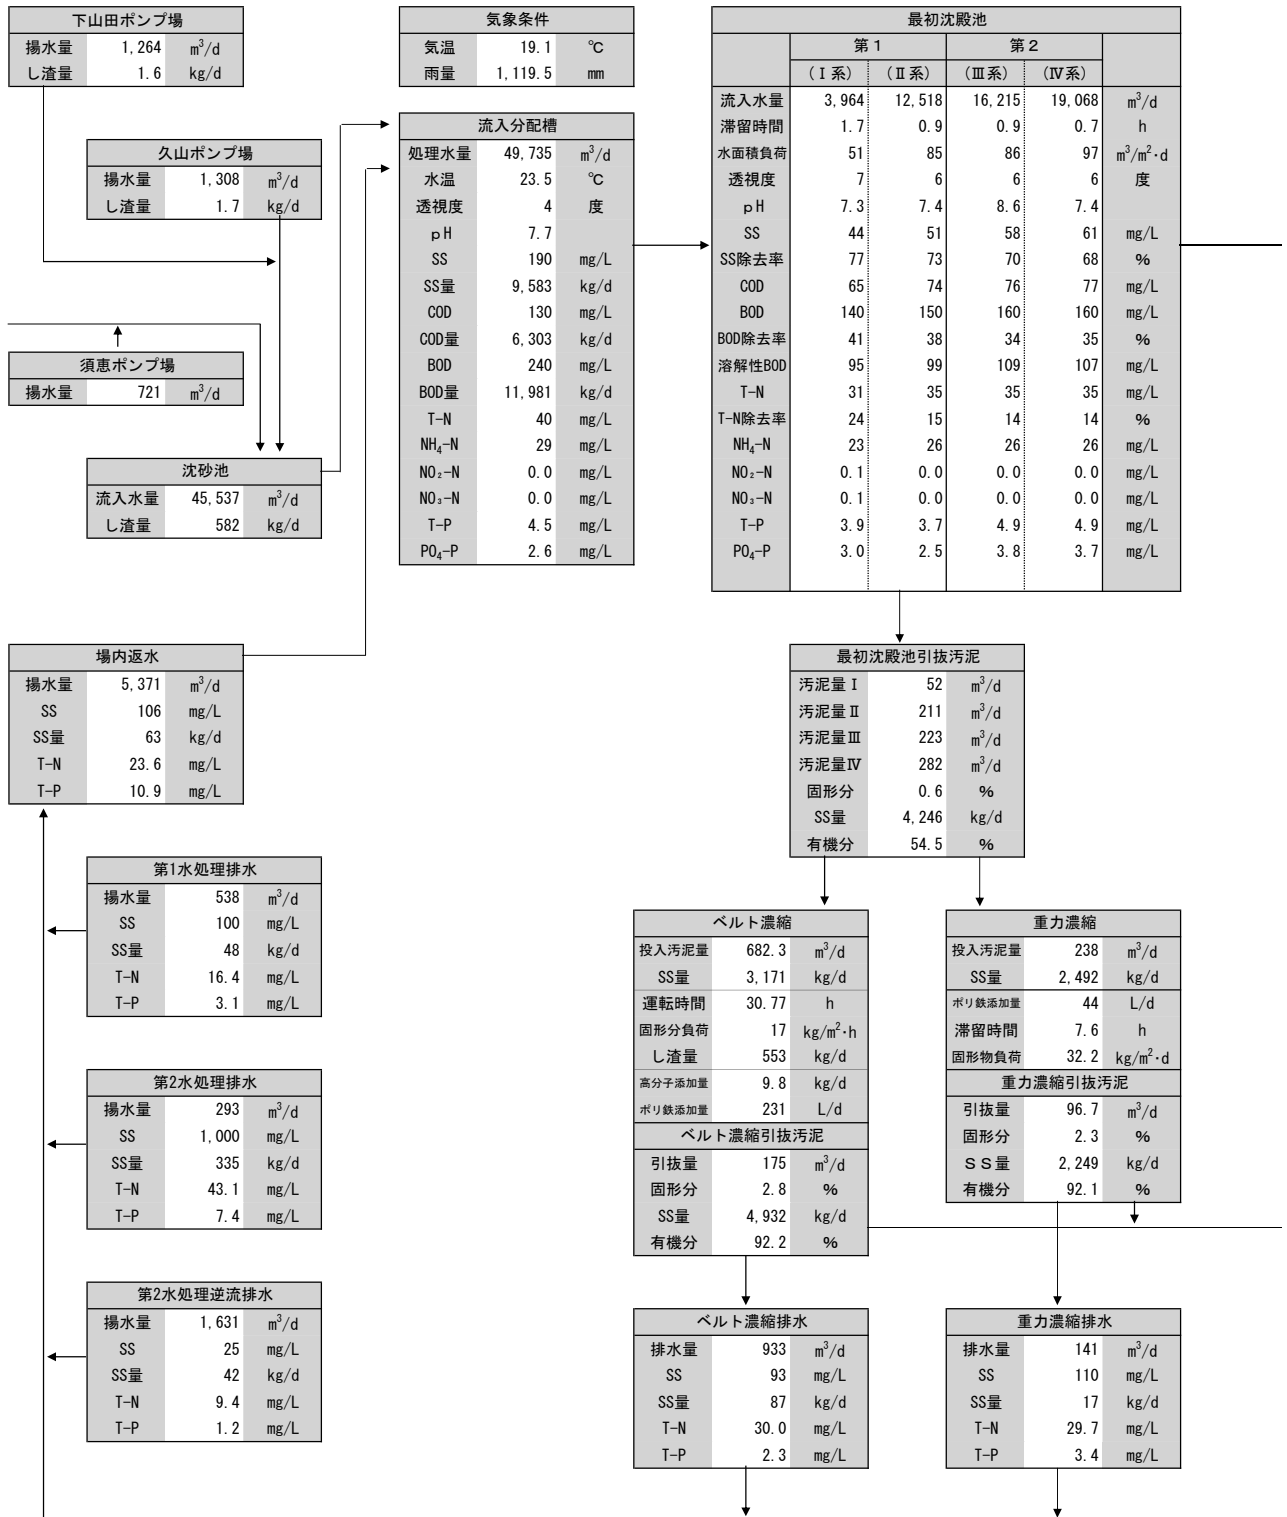 下山田ポンプ場
揚水量 1,264 m³/d
し渣量 1.6 kg/d
久山ポンプ場
揚水量 1,308 m³/d
し渣量 1.7 kg/d
須恵ポンプ場
揚水量 721 m³/d
沈砂池
流入水量 45,537 m³/d
し渣量 582 kg/d
気象条件
気温 19.1 ℃
雨量 1,119.5 mm
流入分配槽
処理水量 49,735 m³/d
水温 23.5 ℃
透視度 4 度
pH 7.7
SS 190 mg/L
SS量 9,583 kg/d
COD 130 mg/L
COD量 6,303 kg/d
BOD 240 mg/L
BOD量 11,981 kg/d
T-N 40 mg/L
NH₄-N 29 mg/L
NO₂-N 0.0 mg/L
NO₃-N 0.0 mg/L
T-P 4.5 mg/L
PO₄-P 2.6 mg/L
最初沈殿池
第1 第2
(Ⅰ系) (Ⅱ系) (Ⅲ系) (Ⅳ系)
流入水量 3,964 12,518 16,215 19,068 m³/d
滞留時間 1.7 0.9 0.9 0.7 h
水面積負荷 51 85 86 97 m³/m²・d
透視度 7 6 6 6 度
pH 7.3 7.4 8.6 7.4
SS 44 51 58 61 mg/L
SS除去率 77 73 70 68 %
COD 65 74 76 77 mg/L
BOD 140 150 160 160 mg/L
BOD除去率 41 38 34 35 %
溶解性BOD 95 99 109 107 mg/L
T-N 31 35 35 35 mg/L
T-N除去率 24 15 14 14 %
NH₄-N 23 26 26 26 mg/L
NO₂-N 0.1 0.0 0.0 0.0 mg/L
NO₃-N 0.1 0.0 0.0 0.0 mg/L
T-P 3.9 3.7 4.9 4.9 mg/L
PO₄-P 3.0 2.5 3.8 3.7 mg/L
場内返水
揚水量 5,371 m³/d
SS 106 mg/L
SS量 63 kg/d
T-N 23.6 mg/L
T-P 10.9 mg/L
第1水処理排水
揚水量 538 m³/d
SS 100 mg/L
SS量 48 kg/d
T-N 16.4 mg/L
T-P 3.1 mg/L
第2水処理排水
揚水量 293 m³/d
SS 1,000 mg/L
SS量 335 kg/d
T-N 43.1 mg/L
T-P 7.4 mg/L
第2水処理逆流排水
揚水量 1,631 m³/d
SS 25 mg/L
SS量 42 kg/d
T-N 9.4 mg/L
T-P 1.2 mg/L
最初沈殿池引抜汚泥
汚泥量Ⅰ 52 m³/d
汚泥量Ⅱ 211 m³/d
汚泥量Ⅲ 223 m³/d
汚泥量Ⅳ 282 m³/d
固形分 0.6 %
SS量 4,246 kg/d
有機分 54.5 %
ベルト濃縮
投入汚泥量 682.3 m³/d
SS量 3,171 kg/d
運転時間 30.77 h
固形分負荷 17 kg/m²・h
し渣量 553 kg/d
高分子添加量 9.8 kg/d
ポリ鉄添加量 231 L/d
ベルト濃縮引抜汚泥
引抜量 175 m³/d
固形分 2.8 %
SS量 4,932 kg/d
有機分 92.2 %
ベルト濃縮排水
排水量 933 m³/d
SS 93 mg/L
SS量 87 kg/d
T-N 30.0 mg/L
T-P 2.3 mg/L
重力濃縮
投入汚泥量 238 m³/d
SS量 2,492 kg/d
ポリ鉄添加量 44 L/d
滞留時間 7.6 h
固形物負荷 32.2 kg/m²・d
重力濃縮引抜汚泥
引抜量 96.7 m³/d
固形分 2.3 %
SS量 2,249 kg/d
有機分 92.1 %
重力濃縮排水
排水量 141 m³/d
SS 110 mg/L
SS量 17 kg/d
T-N 29.7 mg/L
T-P 3.4 mg/L